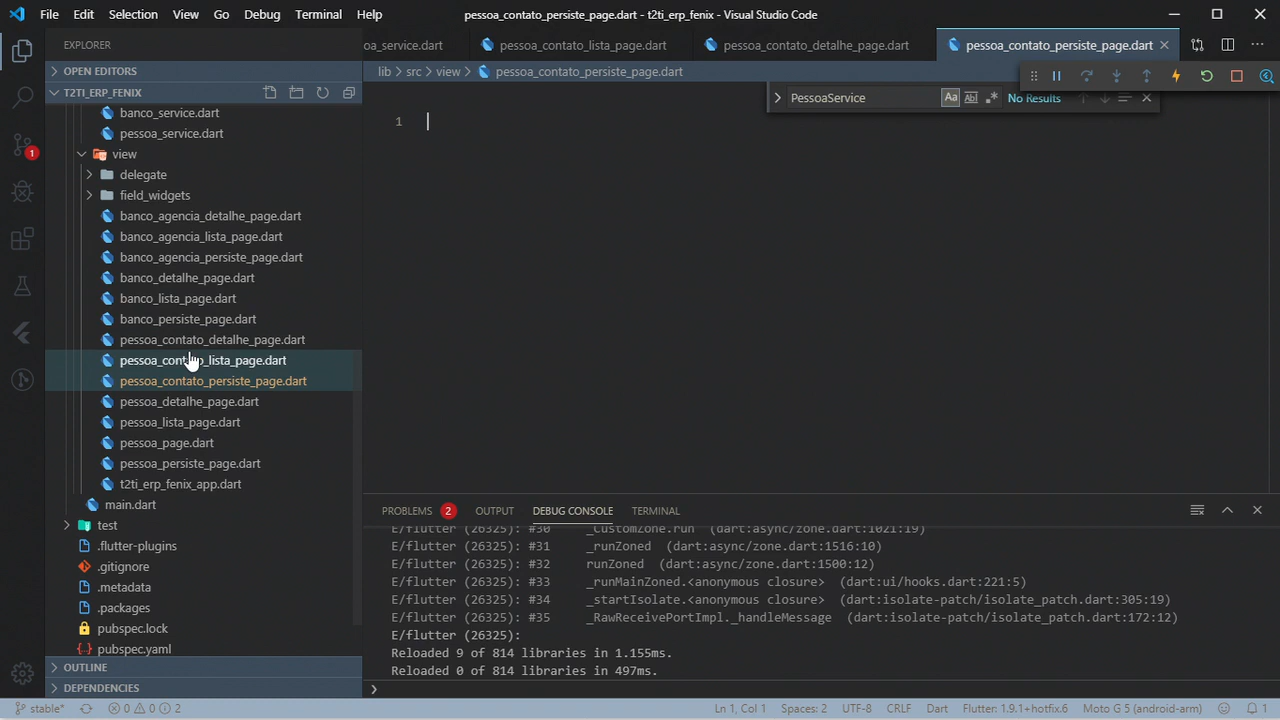 File Edit Selection View Go Debug Terminal Help pessoa_contato_persiste_page.dart - t2ti_erp_fenix - Visual Studio Code
EXPLORER
oa_service.dart pessoa_contato_lista_page.dart pessoa_contato_detalhe_page.dart pessoa_contato_persiste_page.dart
OPEN EDITORS
lib > src > view > pessoa_contato_persiste_page.dart
T2TI_ERP_FENIX
PessoaService Aa Abl .* No Results
banco_service.dart
1
pessoa_service.dart
view
delegate
field_widgets
banco_agencia_detalhe_page.dart
banco_agencia_lista_page.dart
banco_agencia_persiste_page.dart
banco_detalhe_page.dart
banco_lista_page.dart
banco_persiste_page.dart
pessoa_contato_detalhe_page.dart
pessoa_contato_lista_page.dart
pessoa_contato_persiste_page.dart
pessoa_detalhe_page.dart
pessoa_lista_page.dart
pessoa_page.dart
pessoa_persiste_page.dart
t2ti_erp_fenix_app.dart
main.dart
test
.flutter-plugins
.gitignore
.metadata
.packages
pubspec.lock
pubspec.yaml
OUTLINE
DEPENDENCIES
1
PROBLEMS 2 OUTPUT DEBUG CONSOLE TERMINAL
E/flutter (26325): #30 _CustomZone.run (dart:async/zone.dart:1021:19)
E/flutter (26325): #31 _runZoned (dart:async/zone.dart:1516:10)
E/flutter (26325): #32 runZoned (dart:async/zone.dart:1500:12)
E/flutter (26325): #33 _runMainZoned.<anonymous closure> (dart:ui/hooks.dart:221:5)
E/flutter (26325): #34 _startIsolate.<anonymous closure> (dart:isolate-patch/isolate_patch.dart:305:19)
E/flutter (26325): #35 _RawReceivePortImpl._handleMessage (dart:isolate-patch/isolate_patch.dart:172:12)
E/flutter (26325):
Reloaded 9 of 814 libraries in 1.155ms.
Reloaded 0 of 814 libraries in 497ms.
stable* 0 0 2 Ln 1, Col 1 Spaces: 2 UTF-8 CRLF Dart Flutter: 1.9.1+hotfix.6 Moto G 5 (android-arm) 1